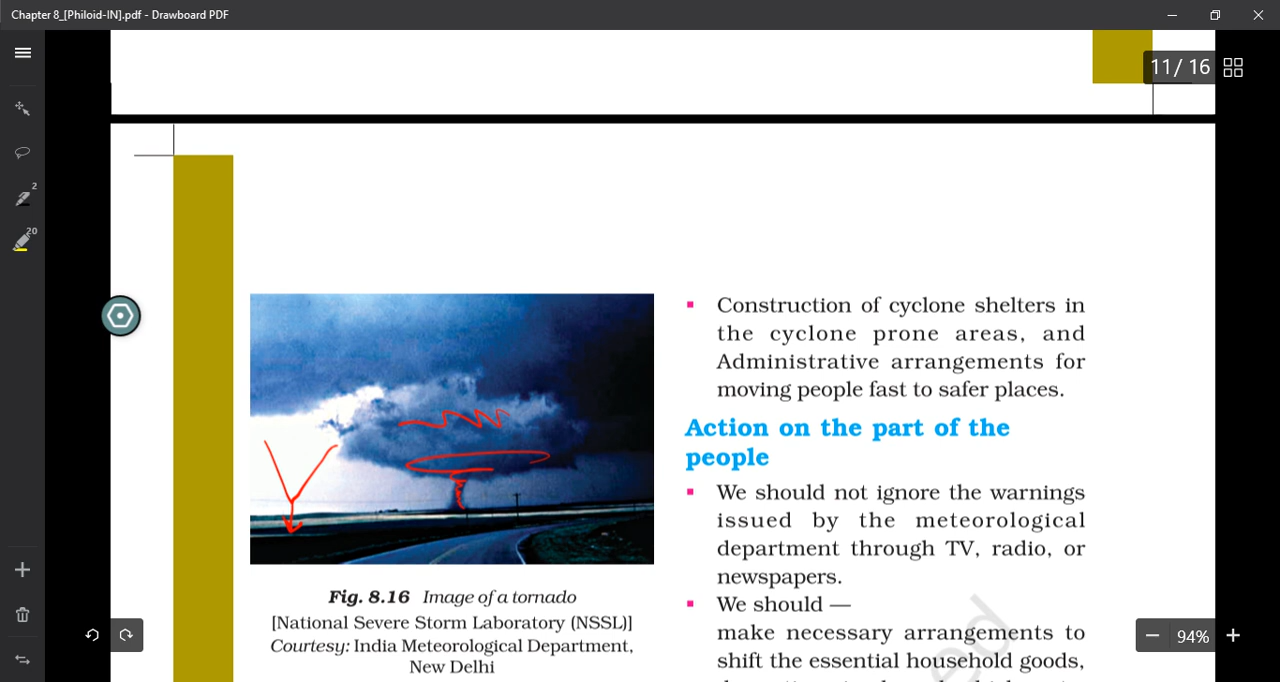 Chapter 8_[Philoid-IN].pdf - Drawboard PDF
11/ 16
2
20
Fig. 8.16 Image of a tornado
[National Severe Storm Laboratory (NSSL)]
Courtesy: India Meteorological Department,
New Delhi
▪ Construction of cyclone shelters in
the cyclone prone areas, and
Administrative arrangements for
moving people fast to safer places.
Action on the part of the
people
▪ We should not ignore the warnings
issued by the meteorological
department through TV, radio, or
newspapers.
▪ We should —
make necessary arrangements to
shift the essential household goods,
94%